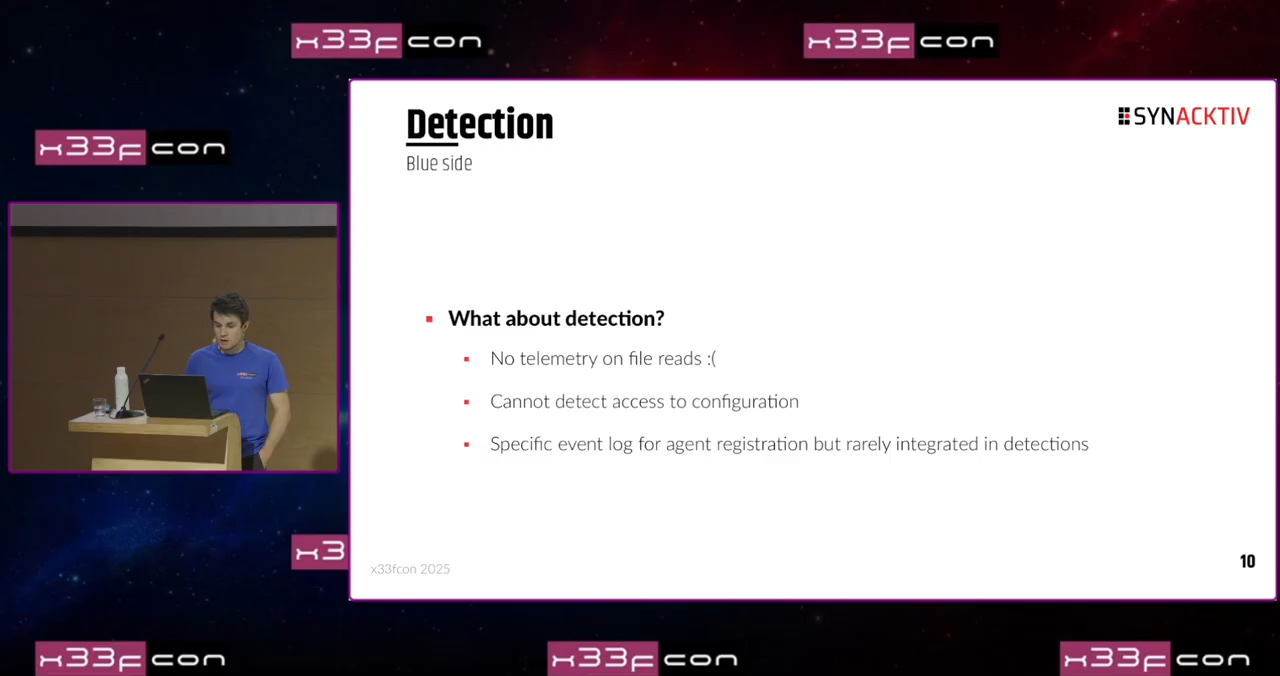 x33fcon
x33fcon
x33fcon
Detection
SYNACKTIV
Blue side
What about detection?
No telemetry on file reads :(
Cannot detect access to configuration
Specific event log for agent registration but rarely integrated in detections
x3
x33fcon 2025
10
x33fcon
x33fcon
x33fcon